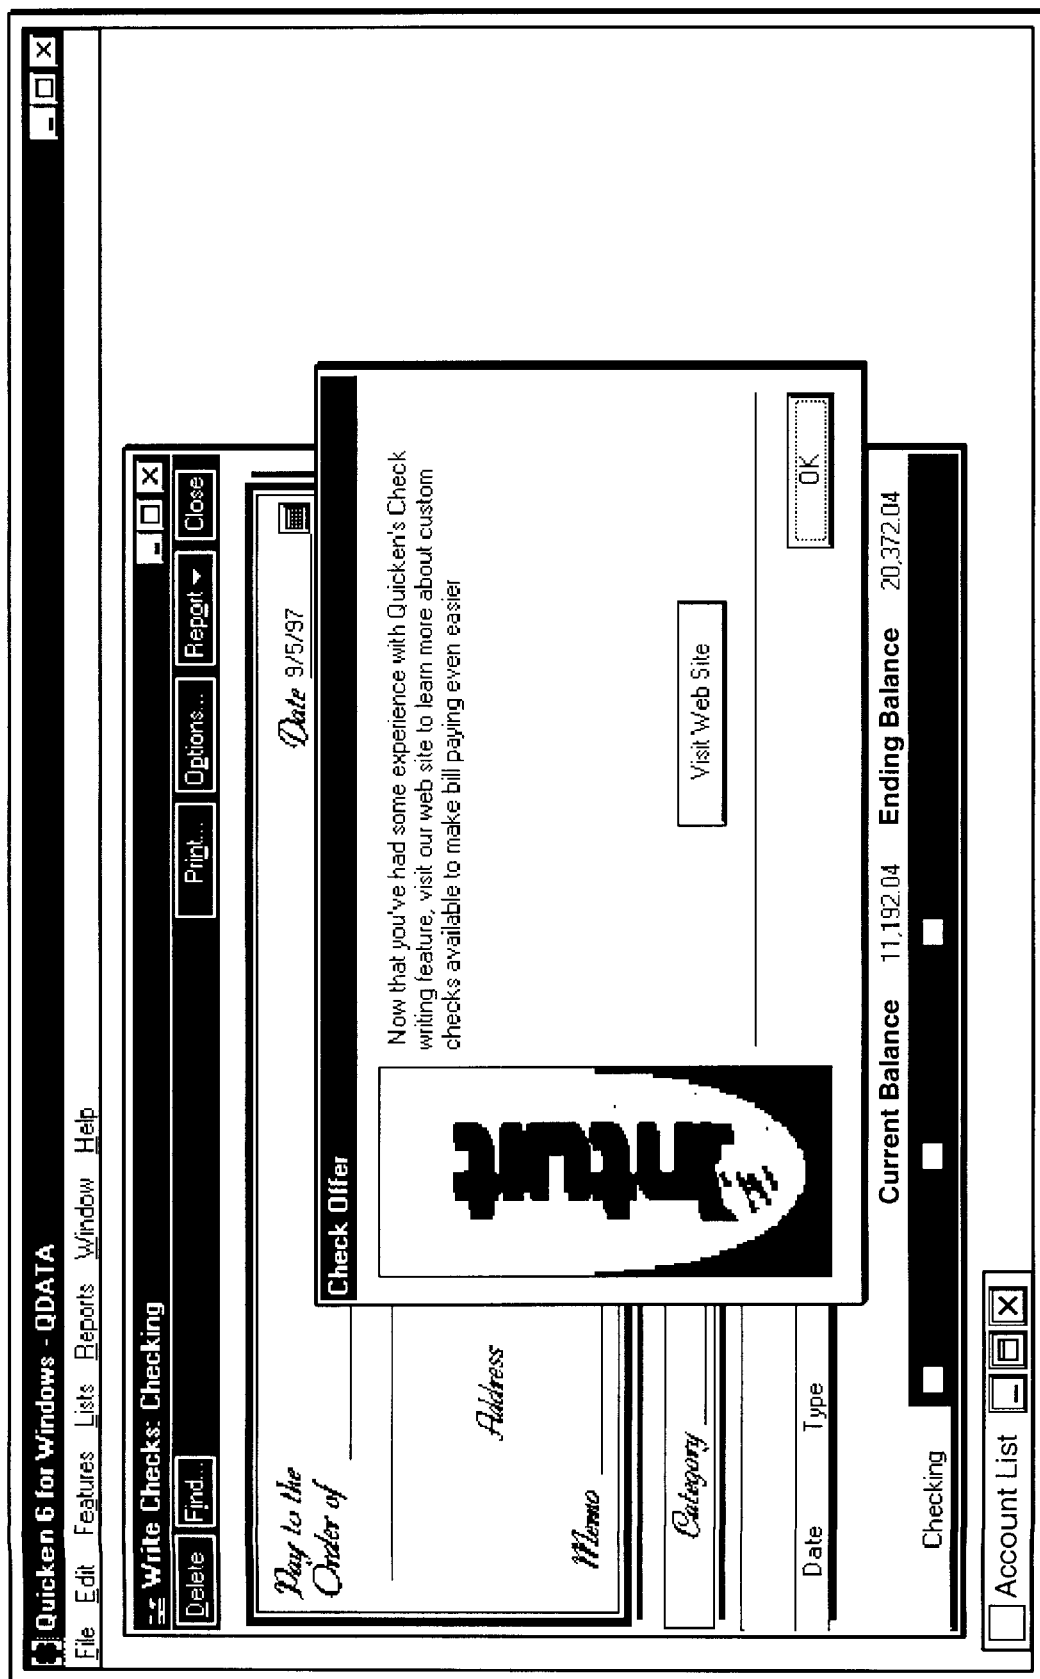 Quicken 6 for Windows - QDATA
File Edit Features Lists Reports Window Help
Write Checks: Checking
Delete Find... Print... Options... Report Close
Pay to the
Order of
Date 9/5/97
Address
Memo
Category
Date Type
Check Offer
Intuit
Now that you've had some experience with Quicken's Check
writing feature, visit our web site to learn more about custom
checks available to make bill paying even easier
Visit Web Site
OK
Current Balance 11,192.04 Ending Balance 20,372.04
Checking
Account List